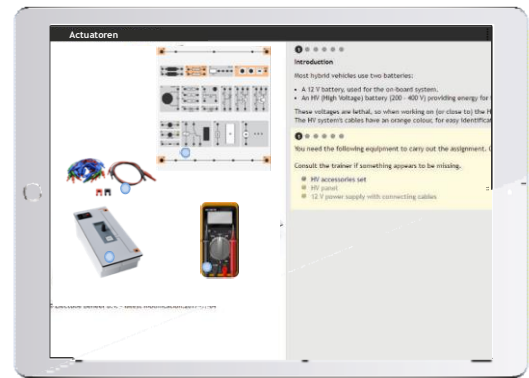 Actuatoren
Introduction
Most hybrid vehicles use two batteries:
A 12 V battery, used for the on-board system.
An HV (High Voltage) battery (200 - 400 V) providing energy for
These voltages are lethal, so when working on (or close to) the H
The HV system's cables have an orange colour, for easy identificat
You need the following equipment to carry out the assignment.
Consult the trainer if something appears to be missing.
HV accessories set
HV panel
12 V power supply with connecting cables